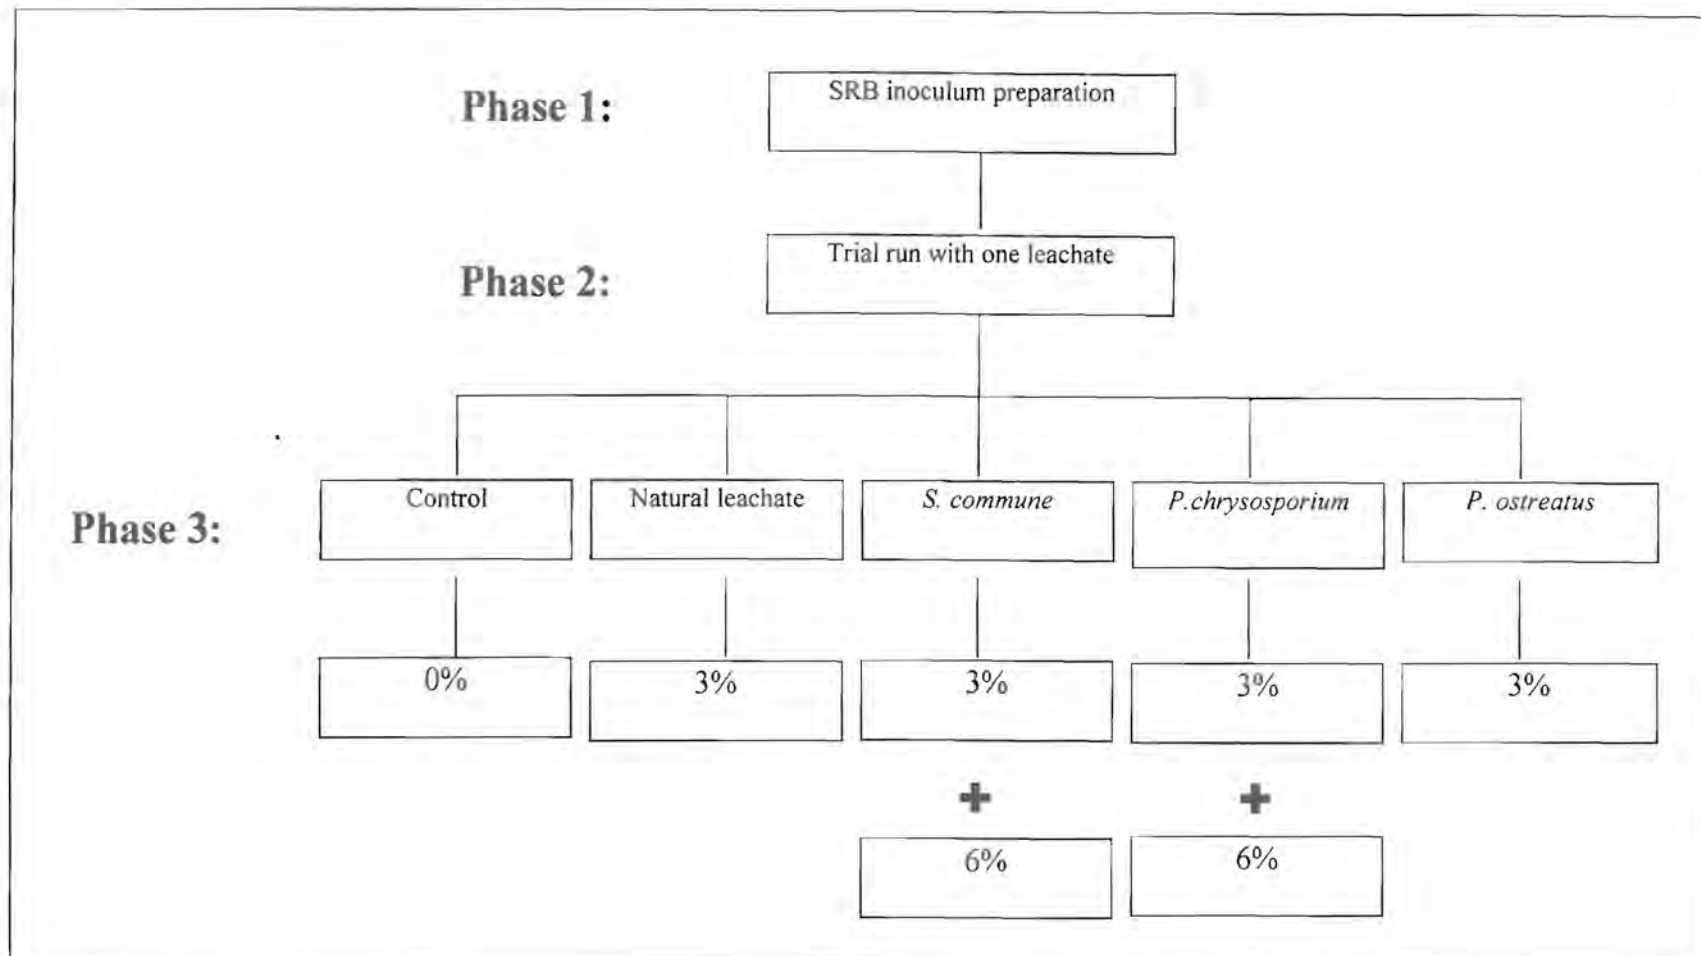 Phase 1:
SRB inoculum preparation
Phase 2:
Trial run with one leachate
Phase 3:
Control
Natural leachate
S. commune
P.chrysosporium
P. ostreatus
0%
3%
3%
3%
3%
+
+
6%
6%